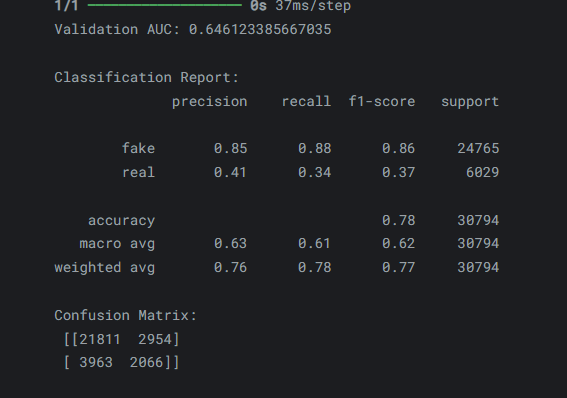 1/1 ━━━━━━━━━━━━━━━━━━━━ 0s 37ms/step
Validation AUC: 0.646123385667035
Classification Report:
precision recall f1-score support
fake 0.85 0.88 0.86 24765
real 0.41 0.34 0.37 6029
accuracy 0.78 30794
macro avg 0.63 0.61 0.62 30794
weighted avg 0.76 0.78 0.77 30794
Confusion Matrix:
[[21811 2954]
[ 3963 2066]]